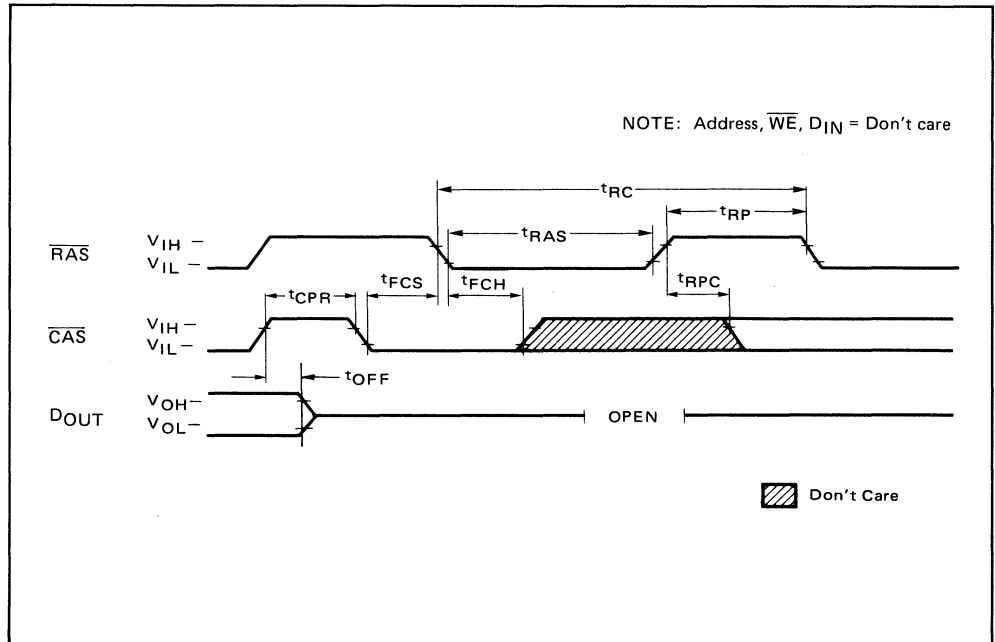 NOTE: Address, WE, DIN = Don't care
tRC
tRP
tRAS
RAS
VIH
VIL
tFCS
tFCH
tRPC
tCPR
CAS
VIH
VIL
tOFF
DOUT
VOH
VOL
OPEN
Don't Care